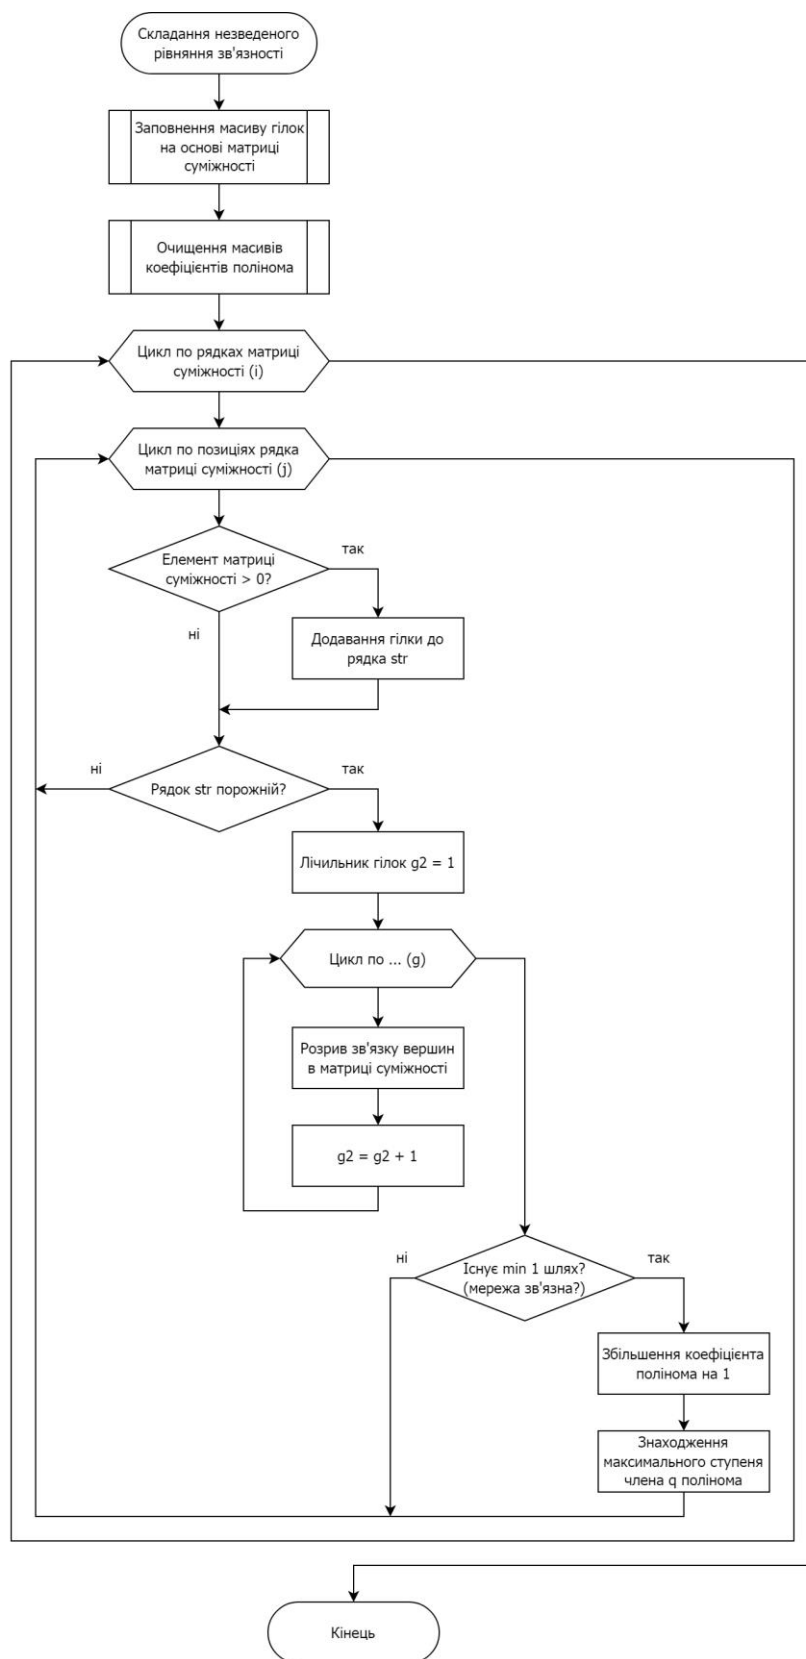 Складання незведеного
рівняння зв'язності
Заповнення масиву гілок
на основі матриці
суміжності
Очищення масивів
коефіцієнтів полінома
Цикл по рядках матриці
суміжності (i)
Цикл по позиціях рядка
матриці суміжності (j)
Елемент матриці
суміжності > 0?
так
ні
Додавання гілки до
рядка str
Рядок str порожній?
ні
так
Лічильник гілок g2 = 1
Цикл по ... (g)
Розрив зв'язку вершин
в матриці суміжності
g2 = g2 + 1
Існує min 1 шлях?
(мережа зв'язна?)
ні
так
Збільшення коефіцієнта
полінома на 1
Знаходження
максимального ступеня
члена q полінома
Кінець